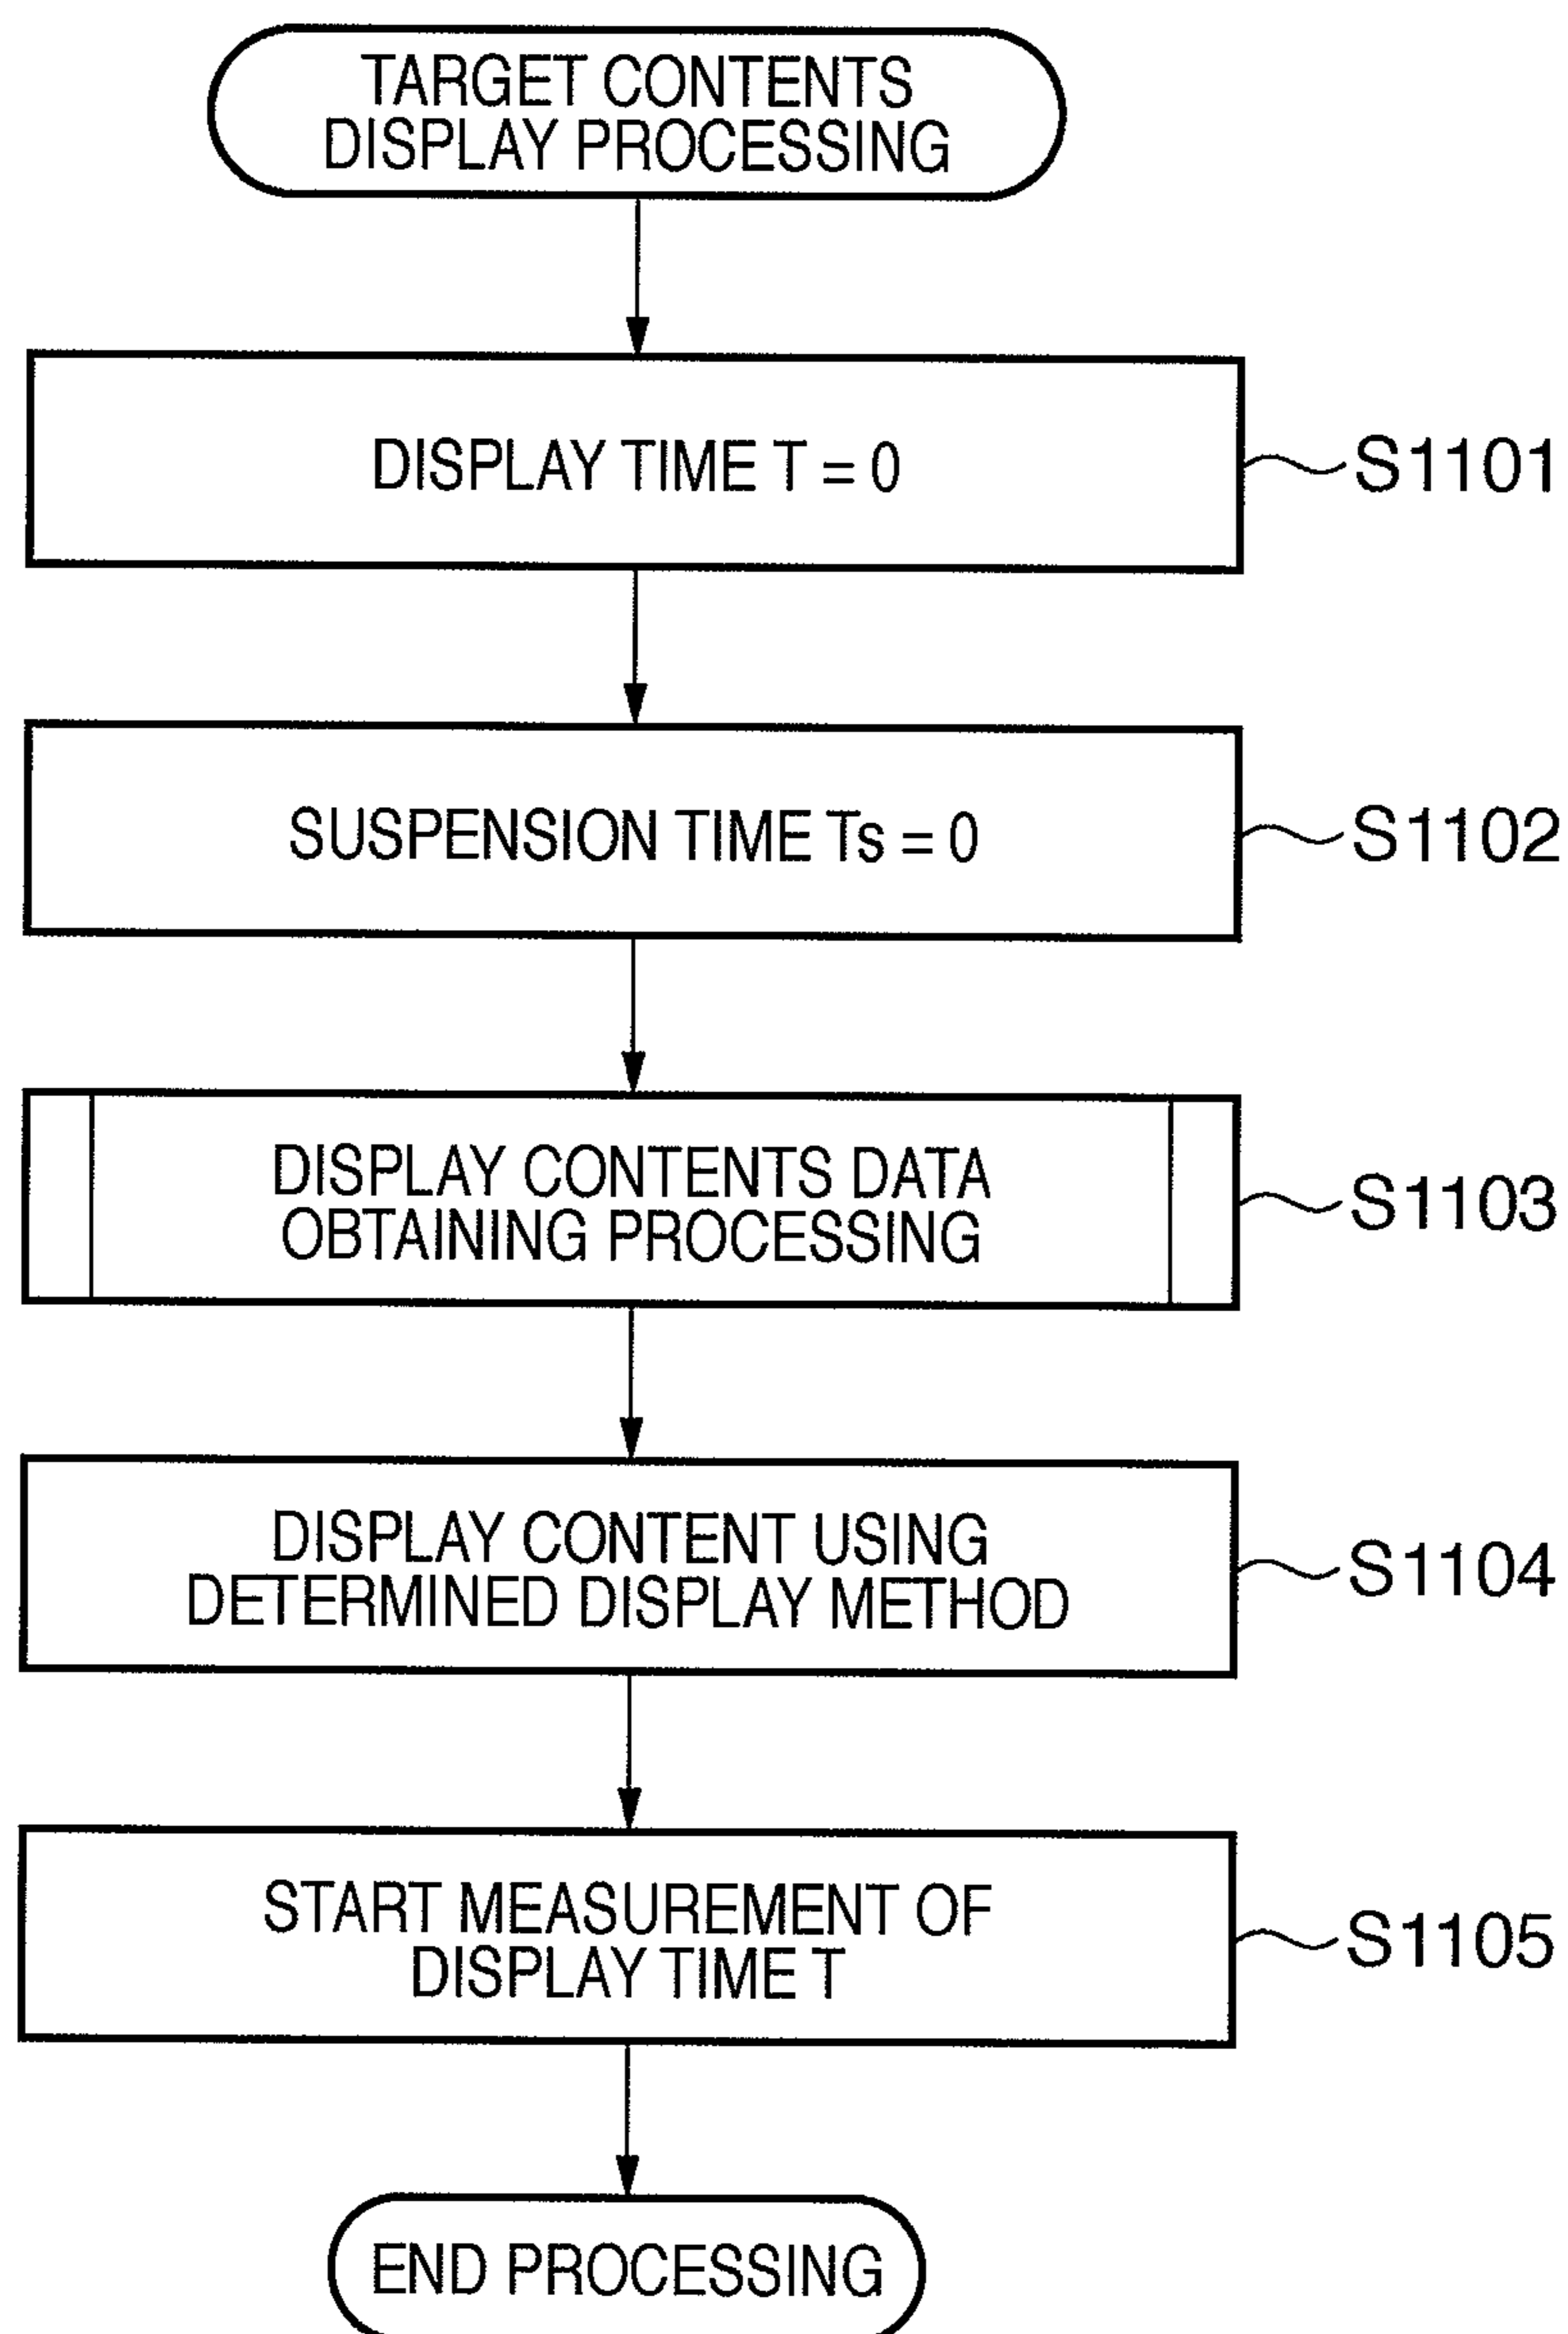 TARGET CONTENTS
DISPLAY PROCESSING
DISPLAY TIME T = 0
S1101
SUSPENSION TIME Ts = 0
S1102
DISPLAY CONTENTS DATA
OBTAINING PROCESSING
S1103
DISPLAY CONTENT USING
DETERMINED DISPLAY METHOD
S1104
START MEASUREMENT OF
DISPLAY TIME T
S1105
END PROCESSING